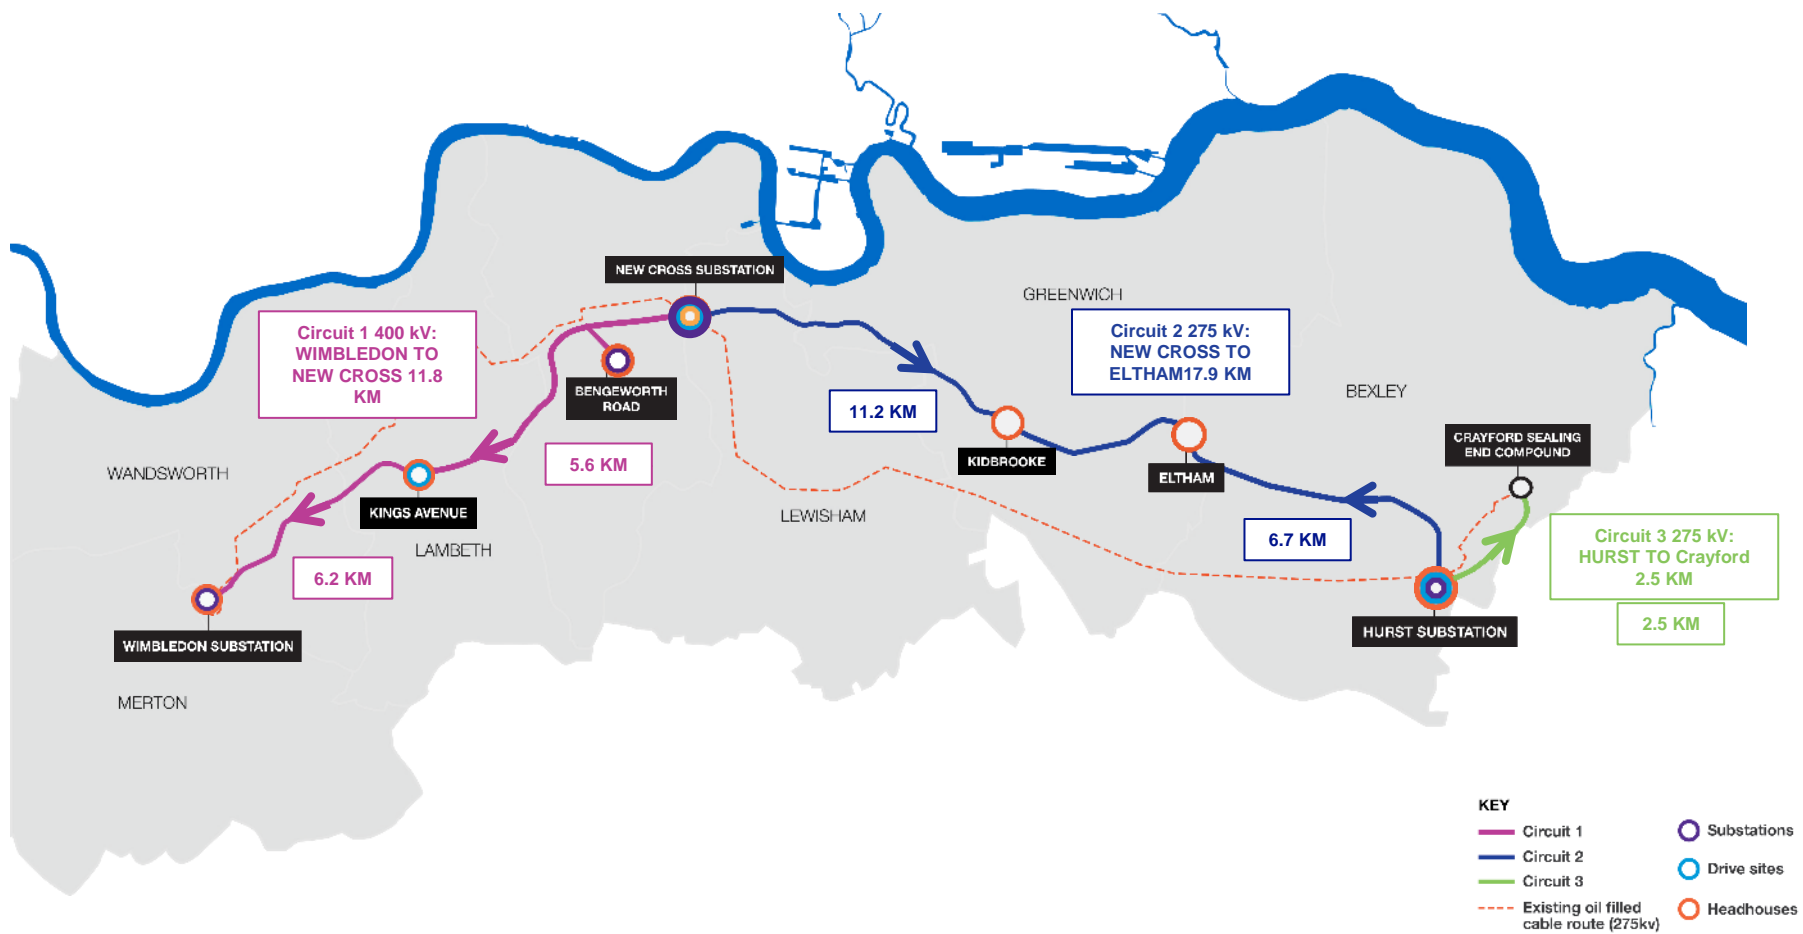 NEW CROSS SUBSTATION
GREENWICH
Circuit 1 400 kV:
WIMBLEDON TO
NEW CROSS 11.8
KM
Circuit 2 275 kV:
NEW CROSS TO
ELTHAM17.9 KM
BENGEWORTH
ROAD
BEXLEY
11.2 KM
CRAYFORD SEALING
END COMPOUND
KIDBROOKE
5.6 KM
WANDSWORTH
ELTHAM
KINGS AVENUE
LEWISHAM
LAMBETH
6.7 KM
Circuit 3 275 kV:
HURST TO Crayford
2.5 KM
6.2 KM
2.5 KM
HURST SUBSTATION
WIMBLEDON SUBSTATION
MERTON
KEY
Circuit 1
Circuit 2
Circuit 3
Existing oil filled
cable route (275kv)
Substations
Drive sites
Headhouses